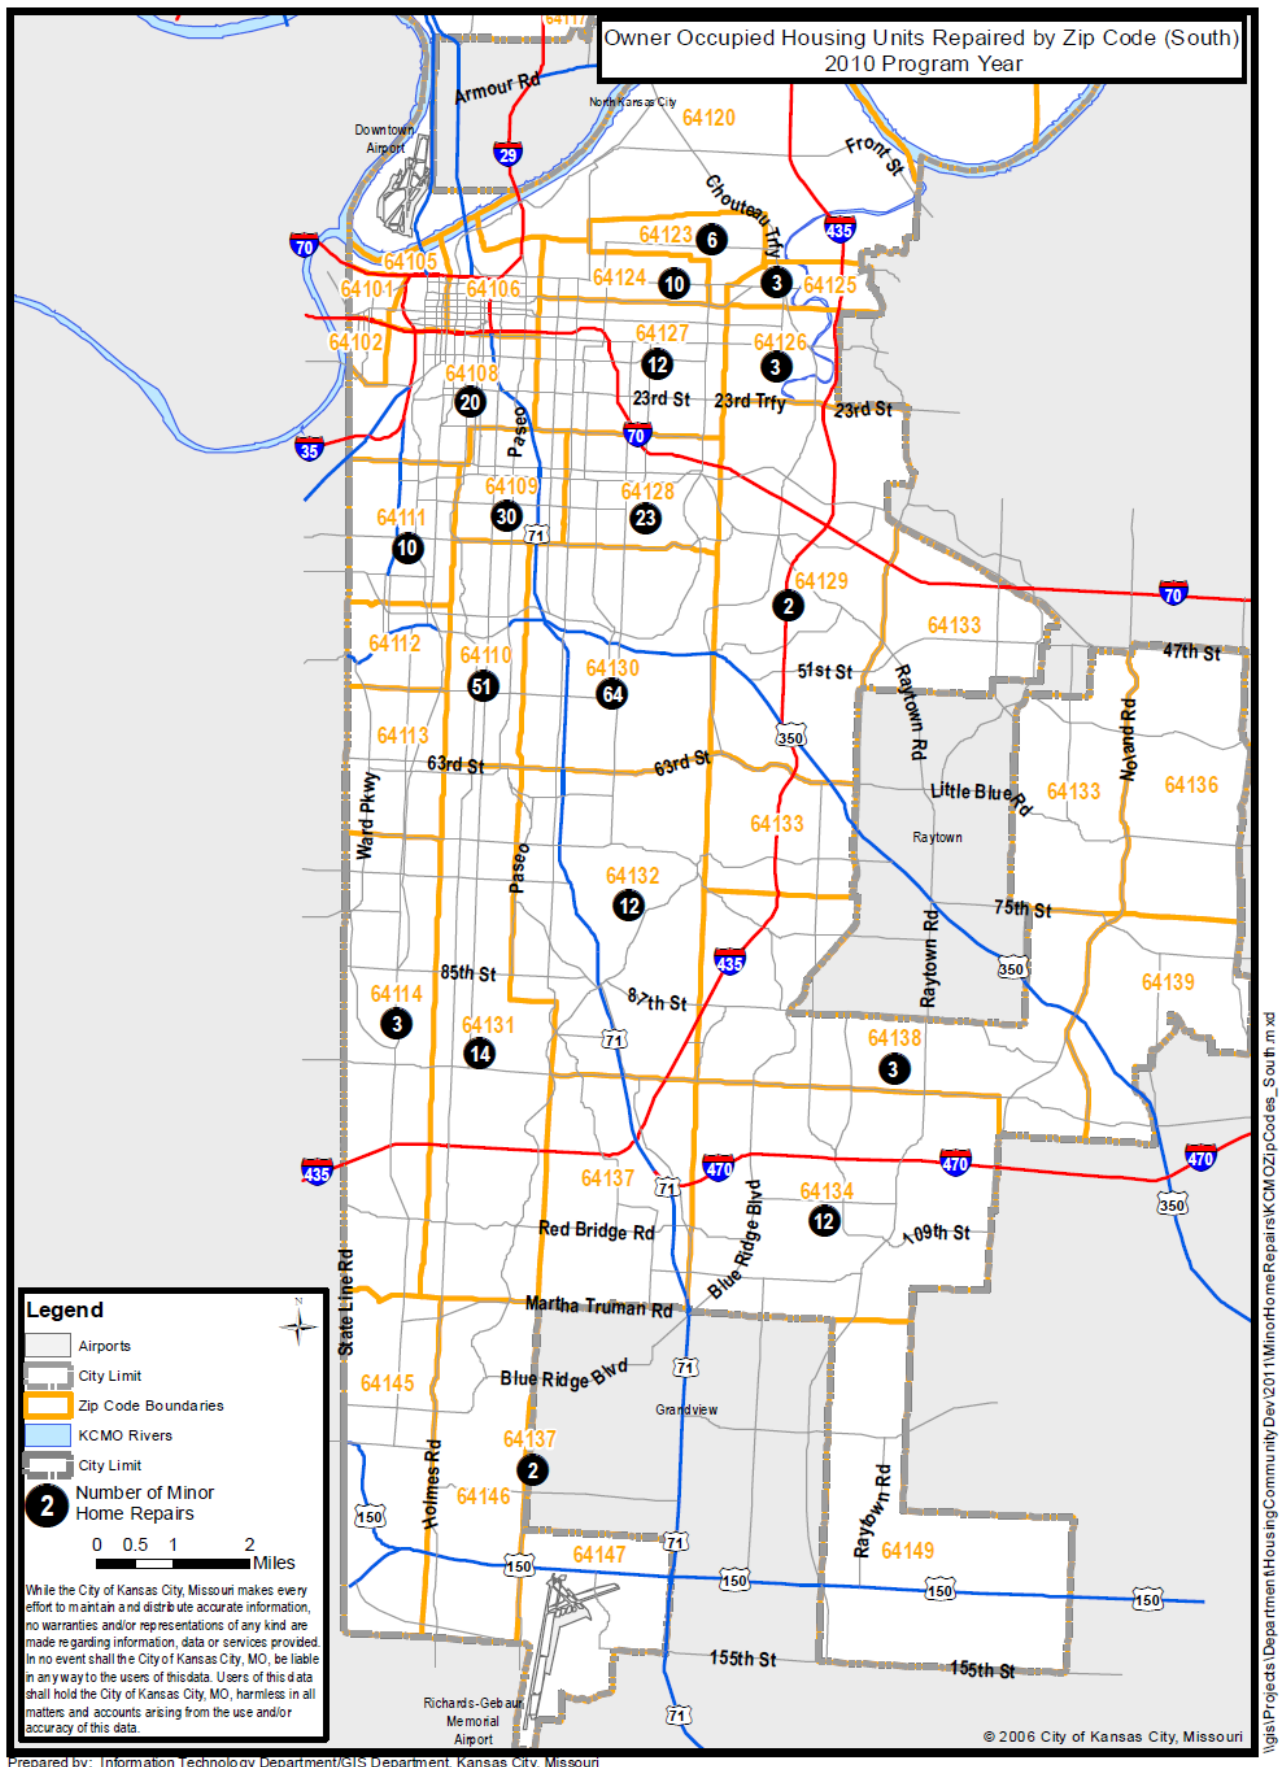 64117
Owner Occupied Housing Units Repaired by Zip Code (South)
2010 Program Year
Armour Rd
North Kansas City
64120
Downtown
Airport
29
Front St
Chouteau Trfy
435
70
64123
6
64105
64101
64106
64124
10
3
64125
64102
64127
12
64126
3
64108
20
23rd St
23rd Trfy
23rd St
Paseo
35
70
64109
30
64128
23
64111
10
71
64129
2
70
64133
64112
64110
51
64130
64
51st St
47th St
Raytown Rd
64113
350
Noland Rd
63rd St
63rd St
Ward Pkwy
Little Blue Rd
64133
64136
64133
Raytown
Paseo
64132
12
75th St
Raytown Rd
435
350
85th St
87th St
64139
64114
3
64131
14
71
64138
3
435
64137
71
470
470
470
64134
12
350
Red Bridge Rd
Blue Ridge Blvd
109th St
State Line Rd
Martha Truman Rd
71
64145
Blue Ridge Blvd
Grandview
64137
2
Holmes Rd
64146
Raytown Rd
150
71
150
64147
64149
150
150
150
155th St
155th St
Richards-Gebaur
Memorial
Airport
71
Legend
N
Airports
City Limit
Zip Code Boundaries
KCMO Rivers
City Limit
2
Number of Minor
Home Repairs
0 0.5 1 2
Miles
While the City of Kansas City, Missouri makes every
effort to maintain and distribute accurate information,
no warranties and/or representations of any kind are
made regarding information, data or services provided.
In no event shall the City of Kansas City, MO, be liable
in any way to the users of this data. Users of this data
shall hold the City of Kansas City, MO, harmless in all
matters and accounts arising from the use and/or
accuracy of this data.
© 2006 City of Kansas City, Missouri
\\gis\Projects\Department\HousingCommunityDev\2011\MinorHomeRepairs\KCMOZipCodes_South.mxd
Prepared by: Information Technology Department/GIS Department, Kansas City, Missouri